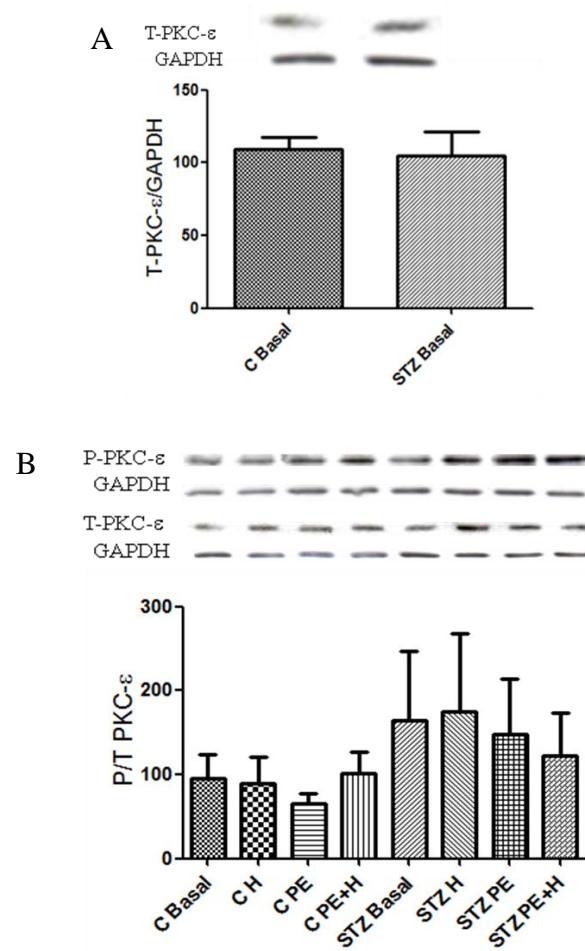 A
T-PKC-ε
GAPDH
T-PKC-ε/GAPDH
150
100
50
0
C Basal
STZ Basal
B
P-PKC-ε
GAPDH
T-PKC-ε
GAPDH
P/T PKC-ε
300
200
100
0
C Basal
C H
C PE
C PE+H
STZ Basal
STZ H
STZ PE
STZ PE+H